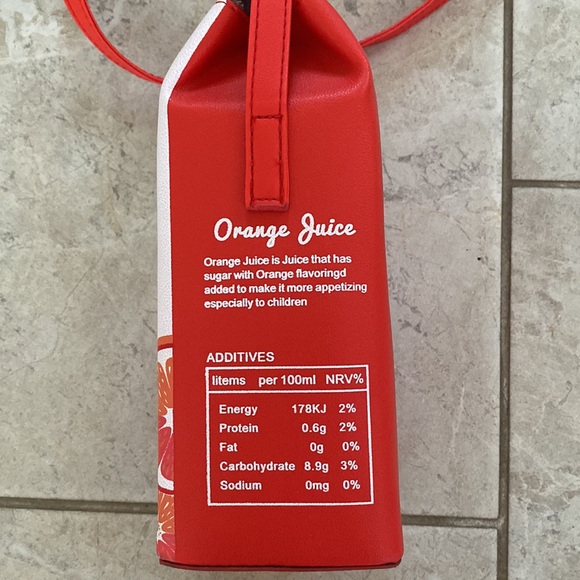 Orange Juice
Orange Juice is Juice that has
sugar with Orange flavoringd
added to make it more appetizing
especially to children
ADDITIVES
Iitems per 100ml NRV%
Energy 178KJ 2%
Protein 0.6g 2%
Fat 0g 0%
Carbohydrate 8.9g 3%
Sodium 0mg 0%